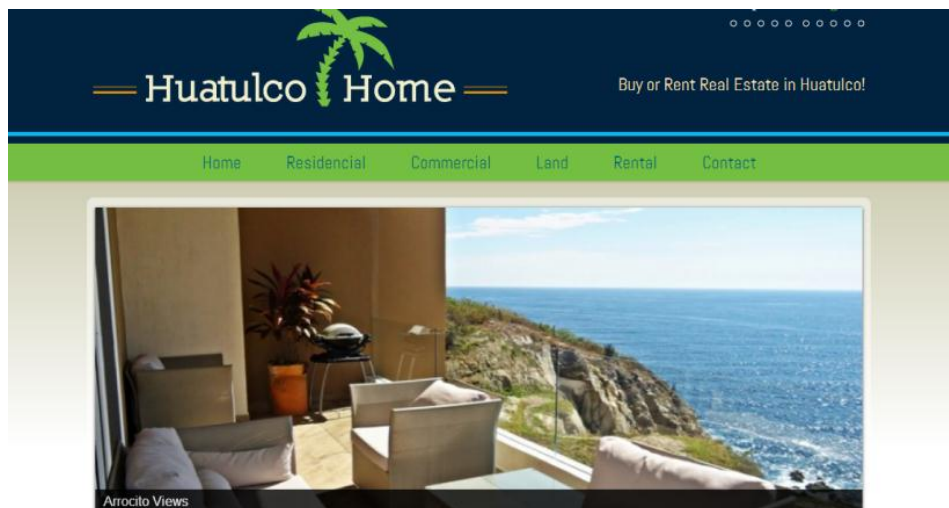 Huatulco Home
Buy or Rent Real Estate in Huatulco!
Home Residencial Commercial Land Rental Contact
Arrocito Views